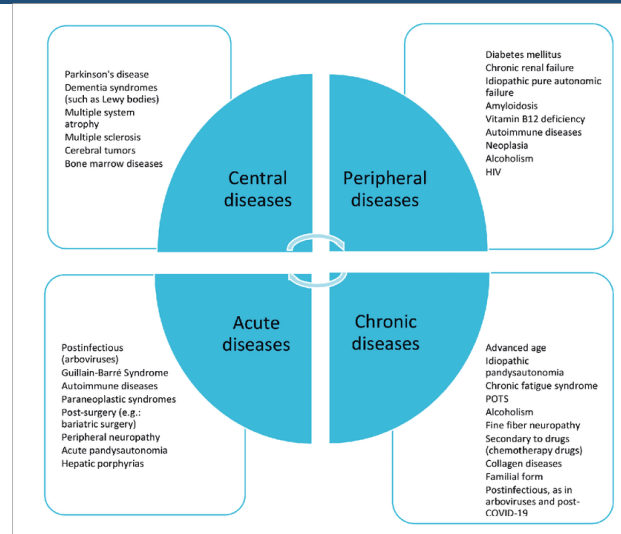 Parkinson's disease
Dementia syndromes
(such as Lewy bodies)
Multiple system
atrophy
Multiple sclerosis
Cerebral tumors
Bone marrow diseases
Central
diseases
Peripheral
diseases
Diabetes mellitus
Chronic renal failure
Idiopathic pure autonomic
failure
Amyloidosis
Vitamin B12 deficiency
Autoimmune diseases
Neoplasia
Alcoholism
HIV
Postinfectious
(arboviruses)
Guillain-Barré Syndrome
Autoimmune diseases
Paraneoplastic syndromes
Post-surgery (e.g.:
bariatric surgery)
Peripheral neuropathy
Acute pandysautonomia
Hepatic porphyrias
Acute
diseases
Chronic
diseases
Advanced age
Idiopathic
pandysautonomia
Chronic fatigue syndrome
POTS
Alcoholism
Fine fiber neuropathy
Secondary to drugs
(chemotherapy drugs)
Collagen diseases
Familial form
Postinfectious, as in
arboviruses and post-
COVID-19